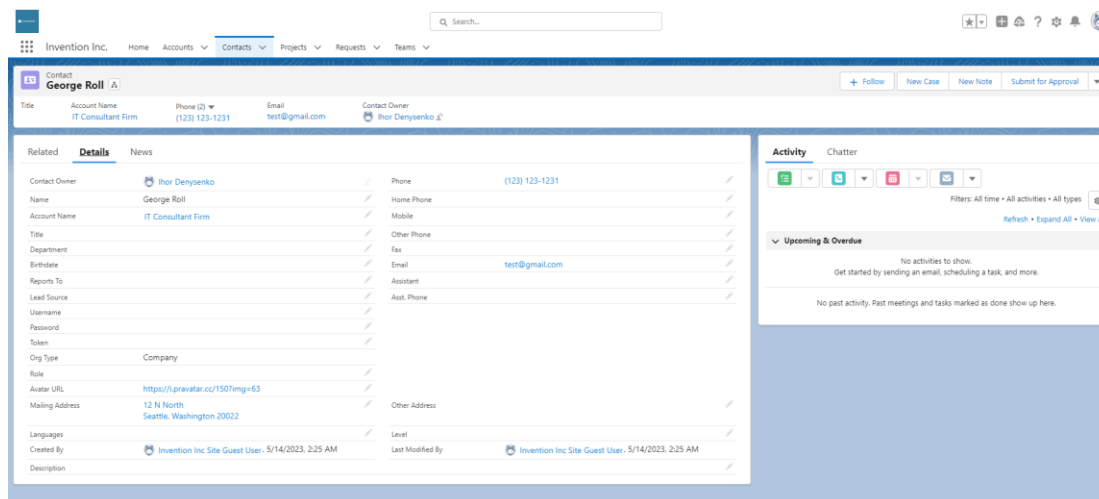 Search...
Invention Inc. Home Accounts Contacts Projects Requests Teams
Contact
George Roll
+ Follow New Case New Note Submit for Approval
Title Account Name Phone (2) Email Contact Owner
IT Consultant Firm (123) 123-1231 test@gmail.com Ihor Denysenko
Related Details News
Contact Owner Ihor Denysenko Phone (123) 123-1231
Name George Roll Home Phone
Account Name IT Consultant Firm Mobile
Title Other Phone
Department Fax
Birthdate Email test@gmail.com
Reports To Assistant
Lead Source Asst. Phone
Username
Password
Token
Org Type Company
Role
Avatar URL https://i.pravatar.cc/150?img=63
Mailing Address 12 N North Other Address
Seattle, Washington 20022
Languages Level
Created By Invention Inc Site Guest User, 5/14/2023, 2:25 AM Last Modified By Invention Inc Site Guest User, 5/14/2023, 2:25 AM
Description
Activity Chatter
Filters: All time • All activities • All types
Refresh • Expand All • View
Upcoming & Overdue
No activities to show.
Get started by sending an email, scheduling a task, and more.
No past activity. Past meetings and tasks marked as done show up here.